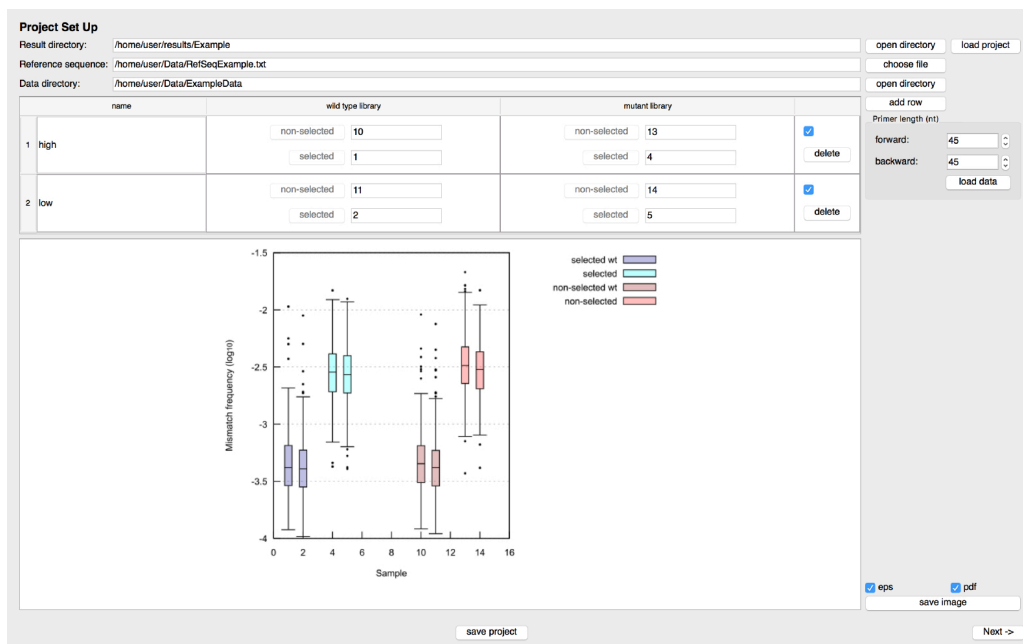 Project Set Up
Result directory: /home/user/results/Example open directory load project
Reference sequence: /home/user/Data/RefSeqExample.txt choose file
Data directory: /home/user/Data/ExampleData open directory
add row
name wild type library mutant library
Primer length (nt)
1 high non-selected 10 non-selected 13
selected 1 selected 4 delete
forward: 45
backward: 45
load data
2 low non-selected 11 non-selected 14
selected 2 selected 5 delete
selected wt
selected
non-selected wt
non-selected
Mismatch frequency (log10)
-1.5
-2
-2.5
-3
-3.5
-4
0 2 4 6 8 10 12 14 16
Sample
eps pdf
save image
save project Next ->